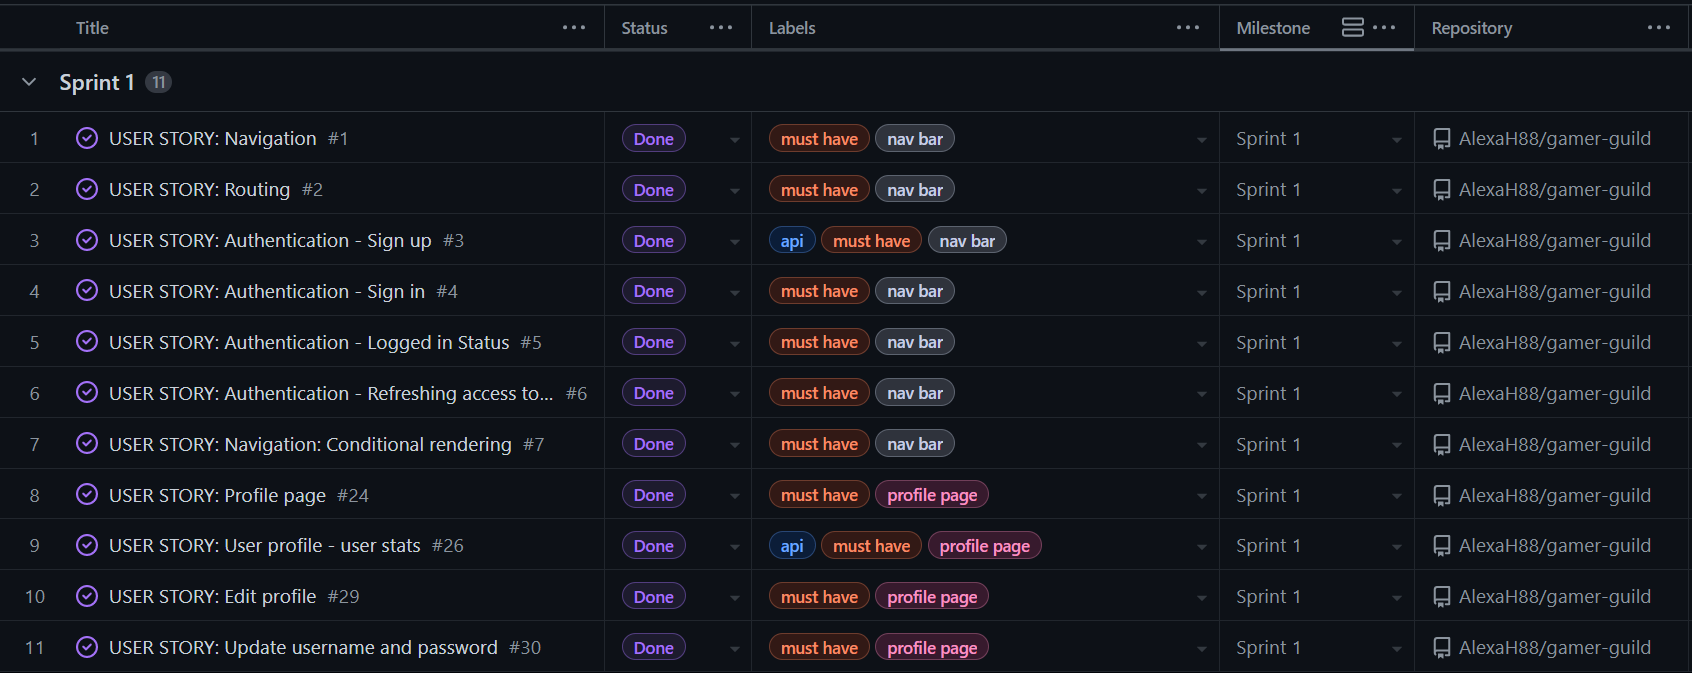 Title ... Status ... Labels ... Milestone ... Repository ...
Sprint 1 11
1 USER STORY: Navigation #1 Done must have nav bar Sprint 1 AlexaH88/gamer-guild
2 USER STORY: Routing #2 Done must have nav bar Sprint 1 AlexaH88/gamer-guild
3 USER STORY: Authentication - Sign up #3 Done api must have nav bar Sprint 1 AlexaH88/gamer-guild
4 USER STORY: Authentication - Sign in #4 Done must have nav bar Sprint 1 AlexaH88/gamer-guild
5 USER STORY: Authentication - Logged in Status #5 Done must have nav bar Sprint 1 AlexaH88/gamer-guild
6 USER STORY: Authentication - Refreshing access to... #6 Done must have nav bar Sprint 1 AlexaH88/gamer-guild
7 USER STORY: Navigation: Conditional rendering #7 Done must have nav bar Sprint 1 AlexaH88/gamer-guild
8 USER STORY: Profile page #24 Done must have profile page Sprint 1 AlexaH88/gamer-guild
9 USER STORY: User profile - user stats #26 Done api must have profile page Sprint 1 AlexaH88/gamer-guild
10 USER STORY: Edit profile #29 Done must have profile page Sprint 1 AlexaH88/gamer-guild
11 USER STORY: Update username and password #30 Done must have profile page Sprint 1 AlexaH88/gamer-guild